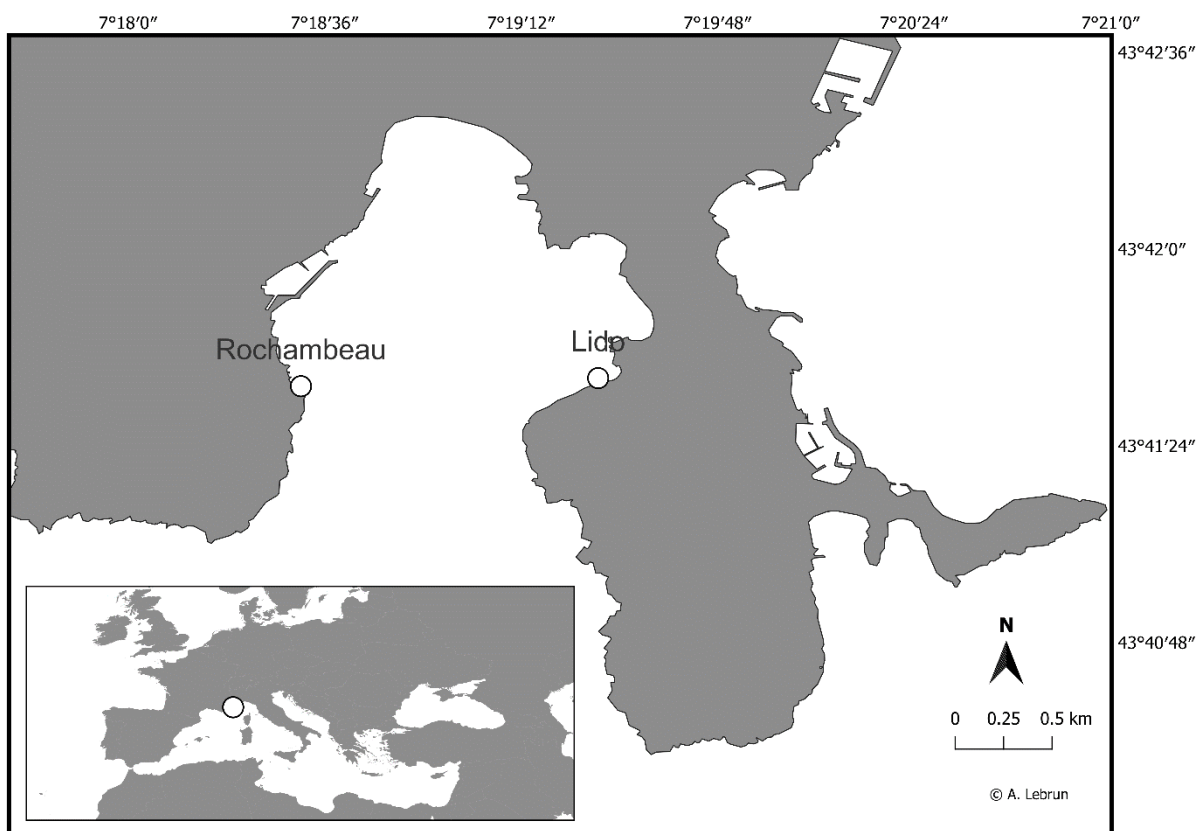 7°18′0″ 7°18′36″ 7°19′12″ 7°19′48″ 7°20′24″ 7°21′0″
43°42′36″
43°42′0″
Rochambeau Lido
43°41′24″
43°40′48″
N
0 0.25 0.5 km
© A. Lebrun